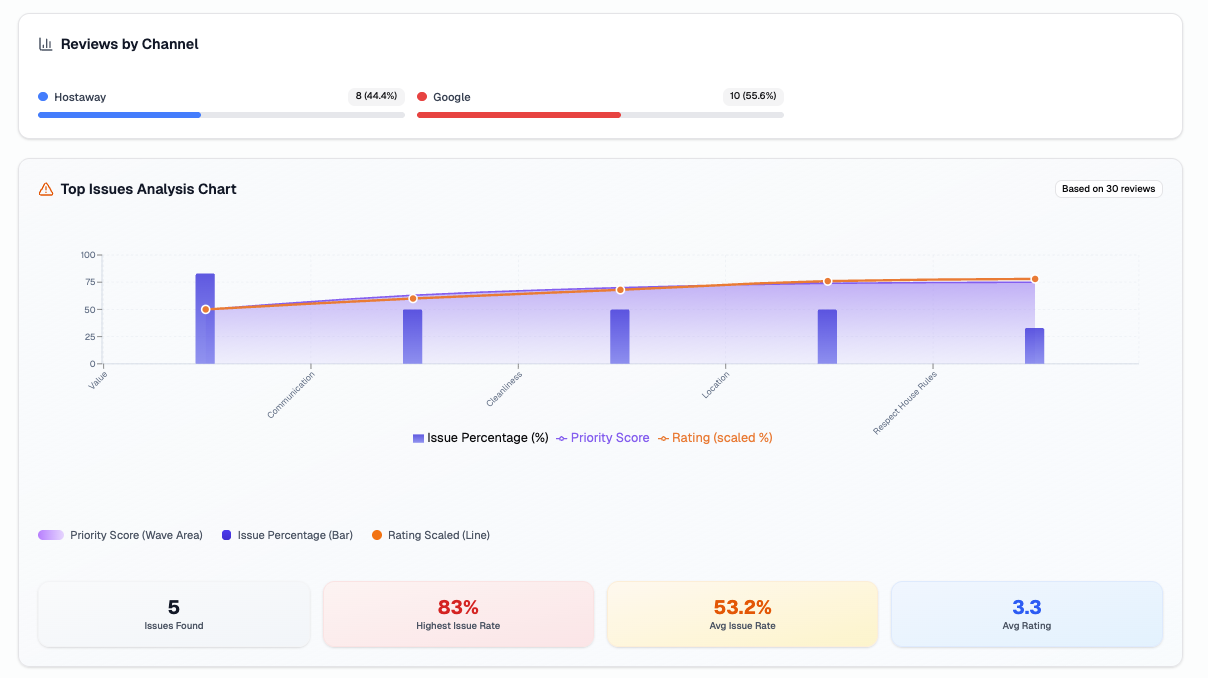 Reviews by Channel
Hostaway 8 (44.4%) Google 10 (55.6%)
Top Issues Analysis Chart Based on 30 reviews
100
75
50
25
0
Value Communication Cleanliness Location Respect House Rules
Issue Percentage (%) Priority Score Rating (scaled %)
Priority Score (Wave Area) Issue Percentage (Bar) Rating Scaled (Line)
5 83% 53.2% 3.3
Issues Found Highest Issue Rate Avg Issue Rate Avg Rating